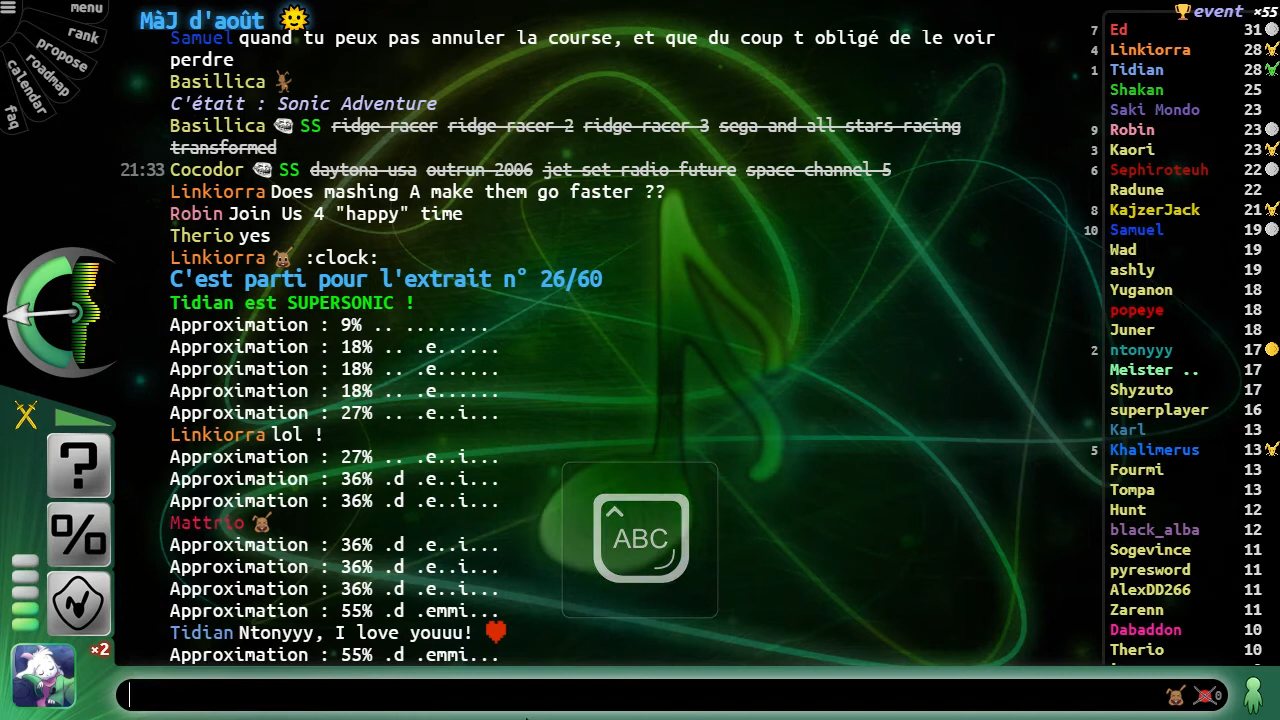 menu
rank
propose
roadmap
calendar
faq
MàJ d'août
Samuel quand tu peux pas annuler la course, et que du coup t obligé de le voir
perdre
Basillica
C'était : Sonic Adventure
Basillica SS ridge racer ridge racer 2 ridge racer 3 sega and all stars racing
transformed
21:33 Cocodor SS daytona usa outrun 2006 jet set radio future space channel 5
Linkiorra Does mashing A make them go faster ??
Robin Join Us 4 "happy" time
Therio yes
Linkiorra :clock:
C'est parti pour l'extrait n° 26/60
Tidian est SUPERSONIC !
Approximation : 9% .. ........
Approximation : 18% .. .e......
Approximation : 18% .. .e......
Approximation : 18% .. .e......
Approximation : 27% .. .e..i...
Linkiorra lol !
Approximation : 27% .. .e..i...
Approximation : 36% .d .e..i...
Approximation : 36% .d .e..i...
Mattrio
Approximation : 36% .d .e..i...
Approximation : 36% .d .e..i...
Approximation : 36% .d .e..i...
Approximation : 55% .d .emmi...
Tidian Ntonyyy, I love youuu!
Approximation : 55% .d .emmi...
?
%
×2
ABC
0
event ×55
7 Ed 31
4 Linkiorra 28
1 Tidian 28
Shakan 25
Saki Mondo 23
9 Robin 23
3 Kaori 23
6 Sephiroteuh 22
Radune 22
8 KajzerJack 21
10 Samuel 19
Wad 19
ashly 19
Yuganon 18
popeye 18
Juner 18
2 ntonyyy 17
Meister .. 17
Shyzuto 17
superplayer 16
Karl 13
5 Khalimerus 13
Fourmi 13
Tompa 13
Hunt 12
black_alba 12
Sogevince 11
pyresword 11
AlexDD266 11
Zarenn 11
Dabaddon 10
Therio 10